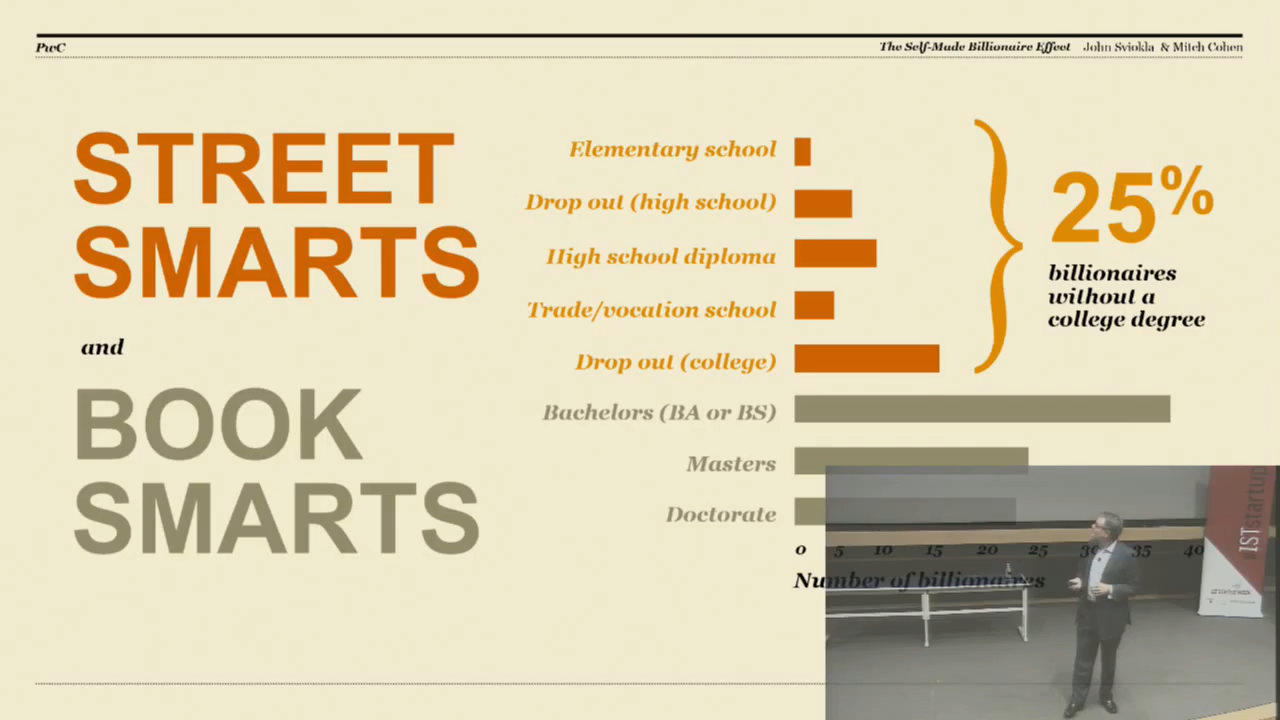 PwC
The Self-Made Billionaire Effect John Sviokla & Mitch Cohen
STREET
SMARTS
and
BOOK
SMARTS
Elementary school
Drop out (high school)
High school diploma
Trade/vocation school
Drop out (college)
Bachelors (BA or BS)
Masters
Doctorate
0 5 10 15 20 25 30 35 40
Number of billionaires
25%
billionaires
without a
college degree
#ISTstartup